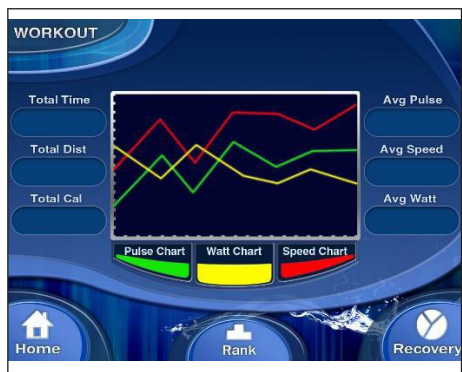 WORKOUT
Total Time
Avg Pulse
Total Dist
Avg Speed
Total Cal
Avg Watt
Pulse Chart
Watt Chart
Speed Chart
Home
Rank
Recovery